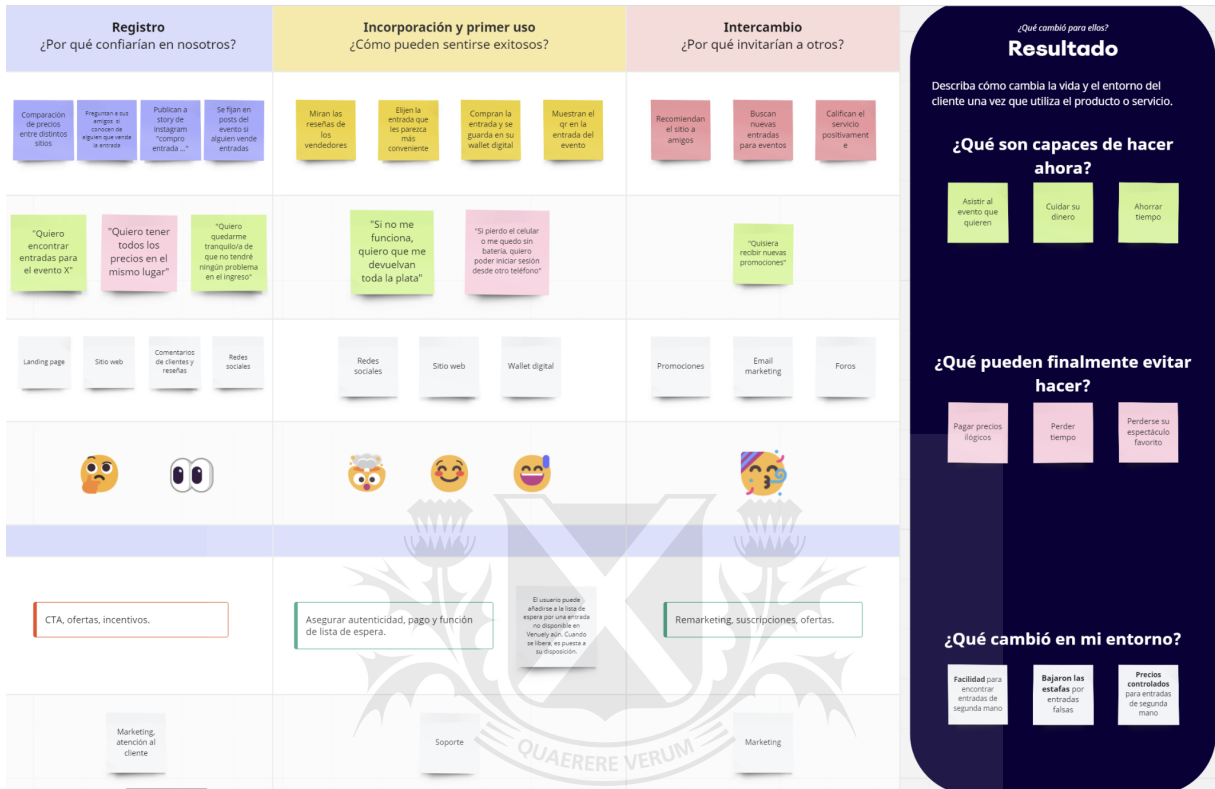 Registro
¿Por qué confiarían en nosotros?
Incorporación y primer uso
¿Cómo pueden sentirse exitosos?
Intercambio
¿Por qué invitarían a otros?
Comparación
de precios
entre distintos
sitios
Preguntan a sus
amigos si
conocen de
alguien que venda
la entrada
Publican a
story de
instagram
"compro
entrada ..."
Se fijan en
posts del
evento si
alguien vende
entradas
Miran las
reseñas de
los
vendedores
Elijen la
entrada que
les parezca
más
conveniente
Compran la
entrada y se
guarda en su
wallet digital
Muestran el
qr en la
entrada del
evento
Recomiendan
el sitio a
amigos
Buscan
nuevas
entradas
para eventos
Califican el
servicio
positivament
e
"Quiero
encontrar
entradas para
el evento X"
"Quiero tener
todos los
precios en el
mismo lugar"
"Quiero
quedarme
tranquilo/a de
que no tendré
ningún problema
en el ingreso"
"Si no me
funciona,
quiero que me
devuelvan
toda la plata"
"Si pierdo el celular
o me quedo sin
batería, quiero
poder iniciar sesión
desde otro teléfono"
"Quisiera
recibir nuevas
promociones"
Landing page
Sitio web
Comentarios
de clientes y
reseñas
Redes
sociales
Redes
sociales
Sitio web
Wallet digital
Promociones
Email
marketing
Foros
CTA, ofertas, incentivos.
Asegurar autenticidad, pago y función
de lista de espera.
El usuario puede
añadirse a la lista de
espera por una entrada
no disponible en
Venuely aún. Cuando
se libera, es puesta a
su disposición.
Remarketing, suscripciones, ofertas.
Marketing,
atención al
cliente
Soporte
Marketing
QUAERERE VERUM
¿Qué cambió para ellos?
Resultado
Describa cómo cambia la vida y el entorno del
cliente una vez que utiliza el producto o servicio.
¿Qué son capaces de hacer
ahora?
Asistir al
evento que
quieren
Cuidar su
dinero
Ahorrar
tiempo
¿Qué pueden finalmente evitar
hacer?
Pagar precios
ilógicos
Perder
tiempo
Perderse su
espectáculo
favorito
¿Qué cambió en mi entorno?
Facilidad para
encontrar
entradas de
segunda mano
Bajaron las
estafas por
entradas
falsas
Precios
controlados
para entradas
de segunda
mano